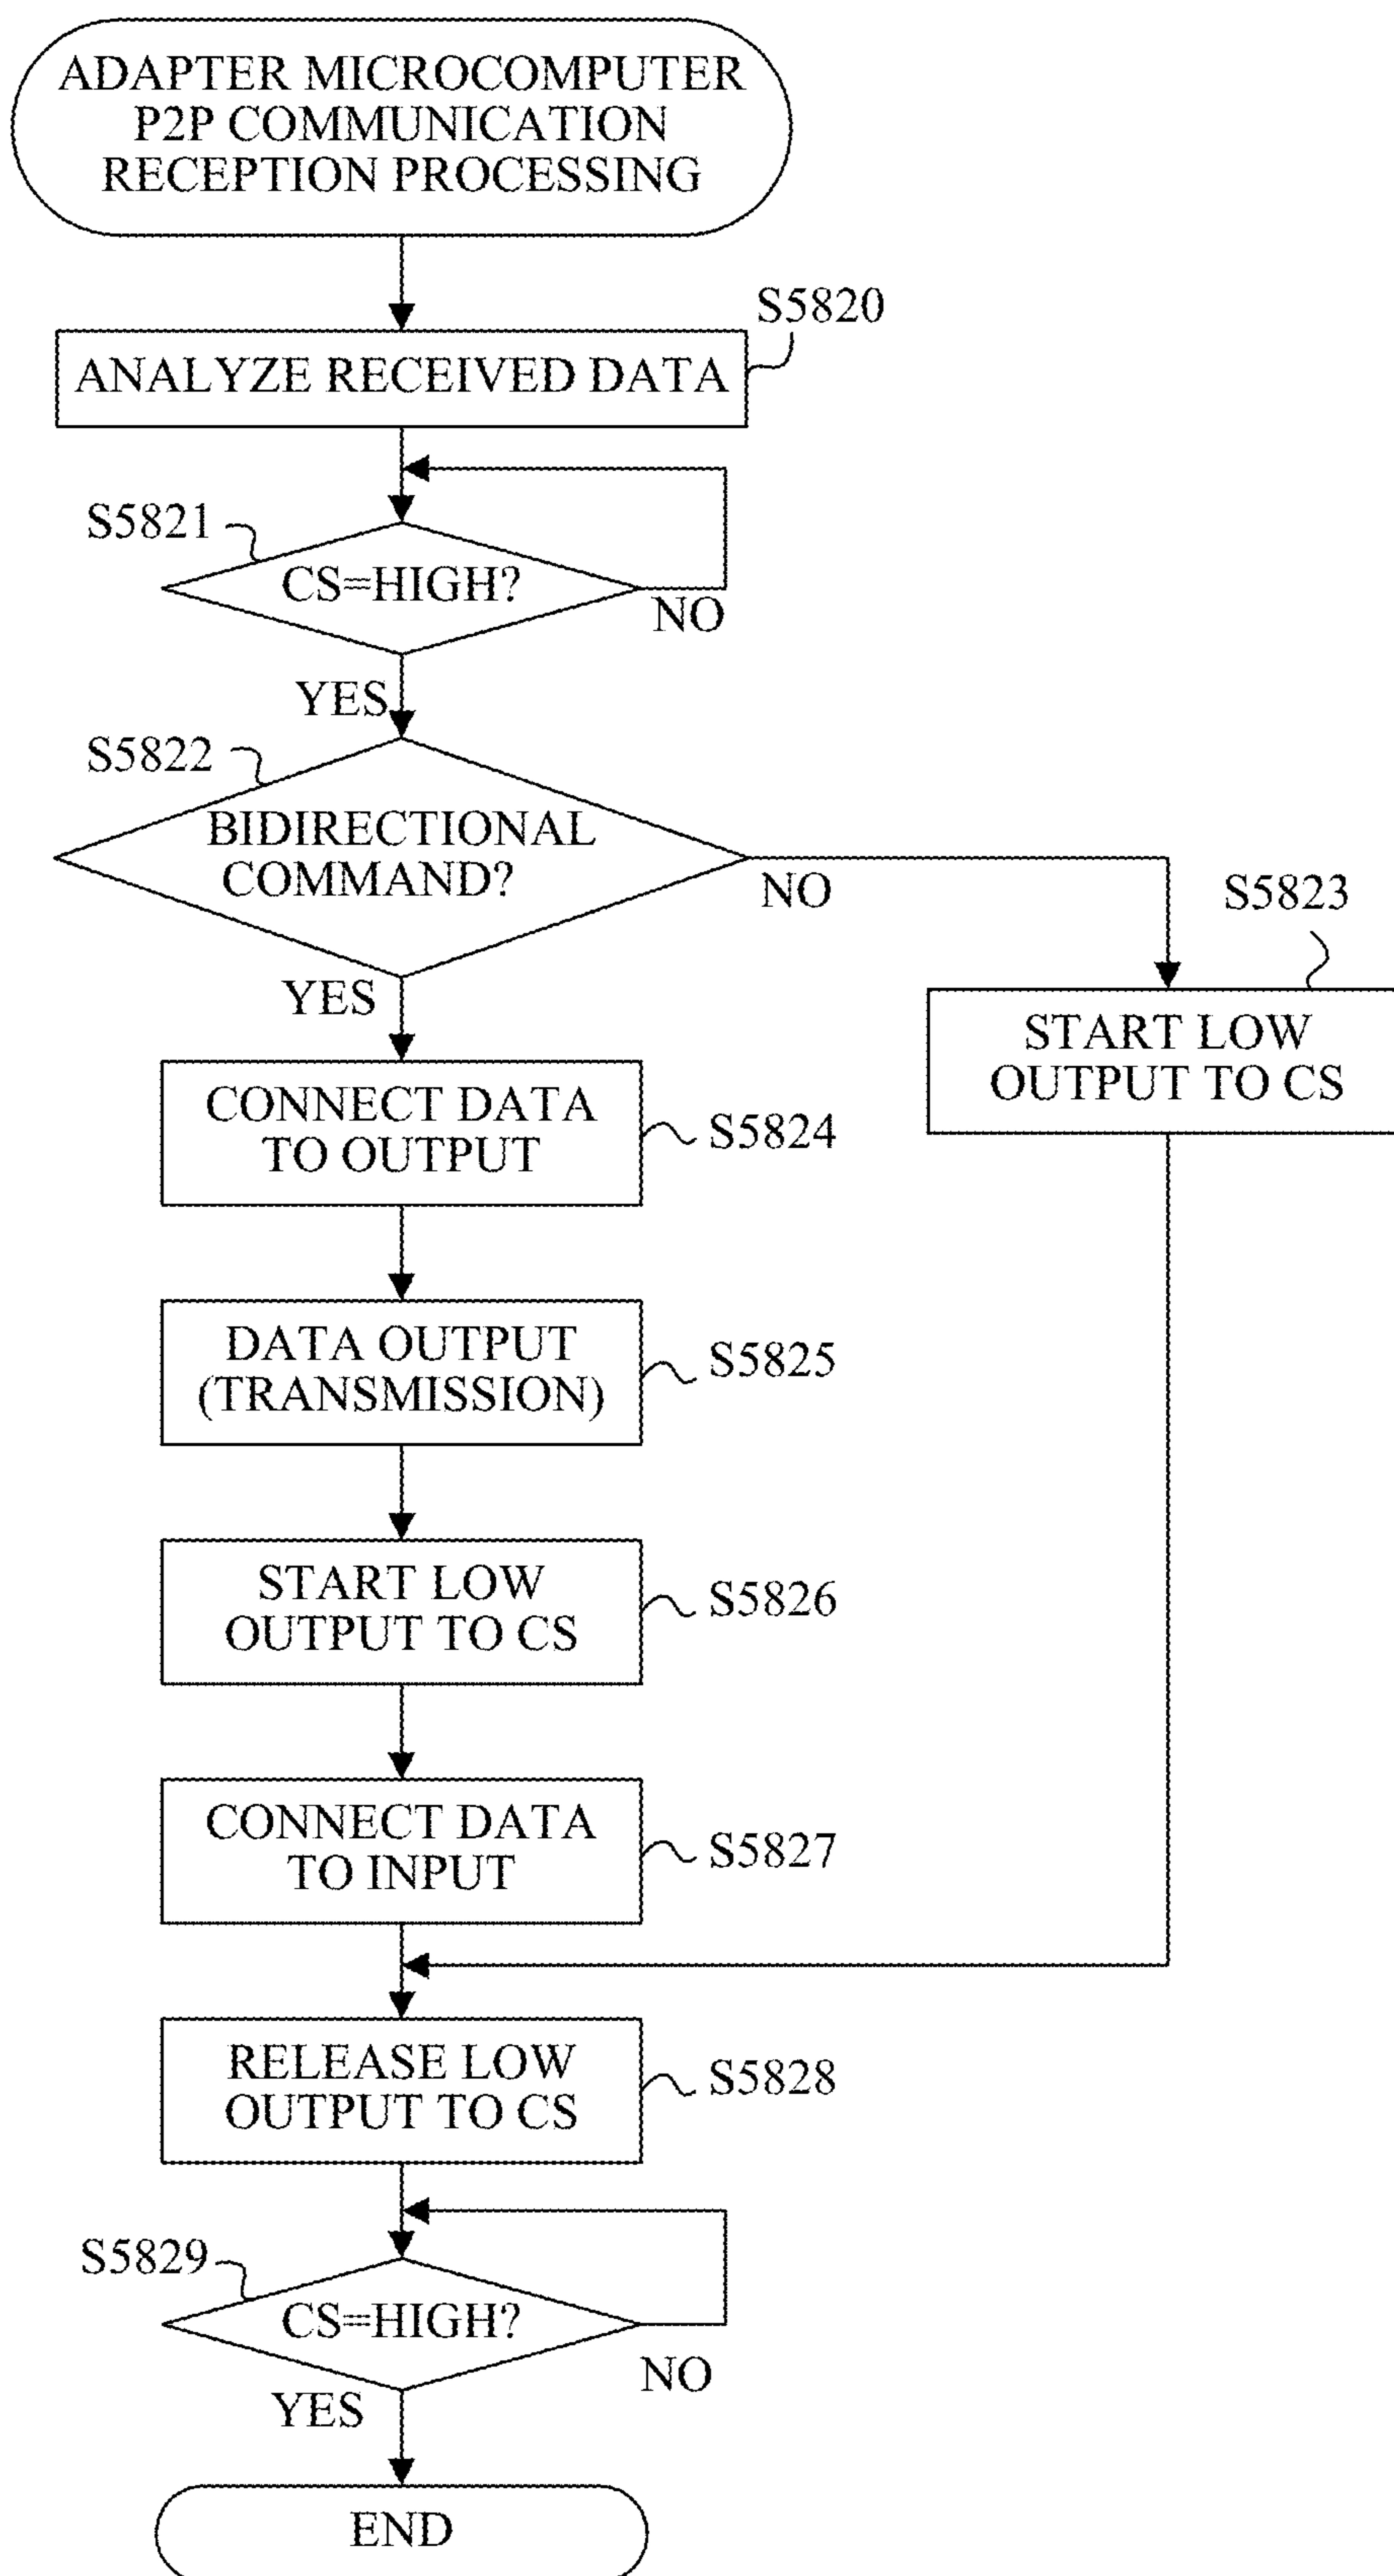 ADAPTER MICROCOMPUTER
P2P COMMUNICATION
RECEPTION PROCESSING
S5820
ANALYZE RECEIVED DATA
S5821
CS=HIGH?
NO
YES
S5822
BIDIRECTIONAL
COMMAND?
NO
YES
S5823
START LOW
OUTPUT TO CS
CONNECT DATA
TO OUTPUT
S5824
DATA OUTPUT
(TRANSMISSION)
S5825
START LOW
OUTPUT TO CS
S5826
CONNECT DATA
TO INPUT
S5827
RELEASE LOW
OUTPUT TO CS
S5828
S5829
CS=HIGH?
NO
YES
END